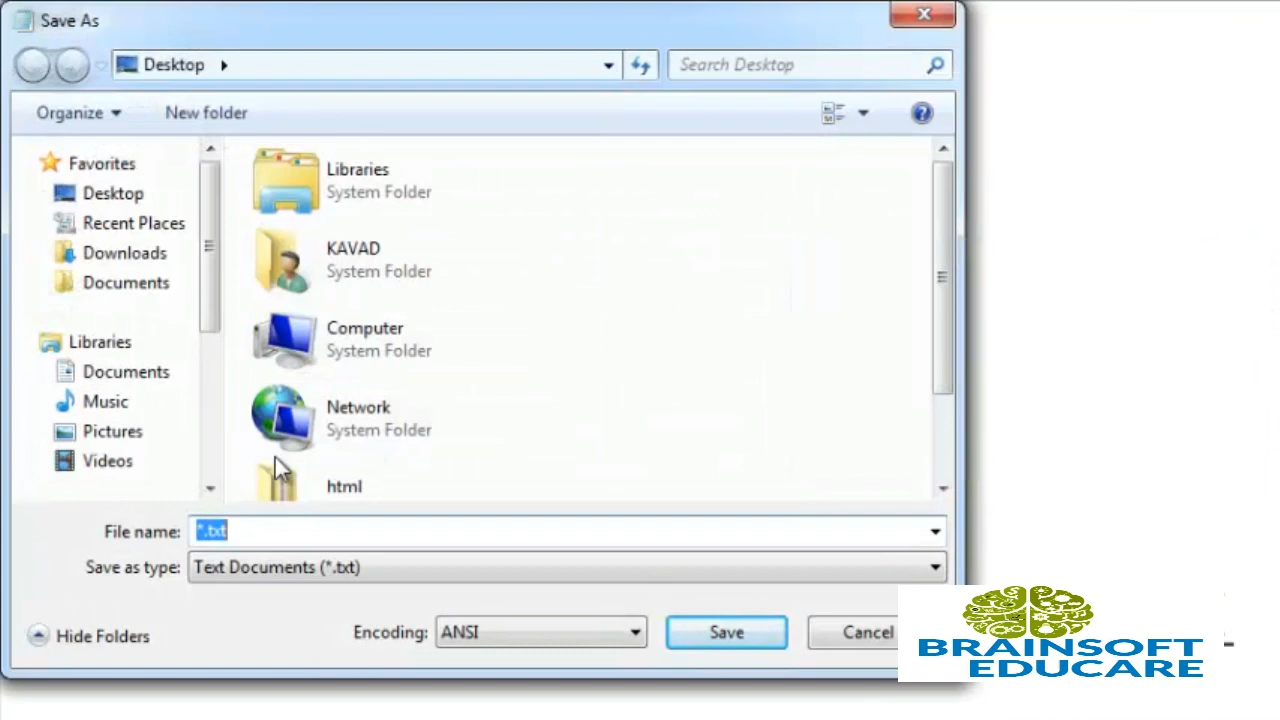 Save As
Desktop
Search Desktop
Organize
New folder
Favorites
Desktop
Recent Places
Downloads
Documents
Libraries
Documents
Music
Pictures
Videos
Libraries
System Folder
KAVAD
System Folder
Computer
System Folder
Network
System Folder
html
File name: *.txt
Save as type: Text Documents (*.txt)
Hide Folders
Encoding: ANSI
Save
Cancel
BRAINSOFT
EDUCARE